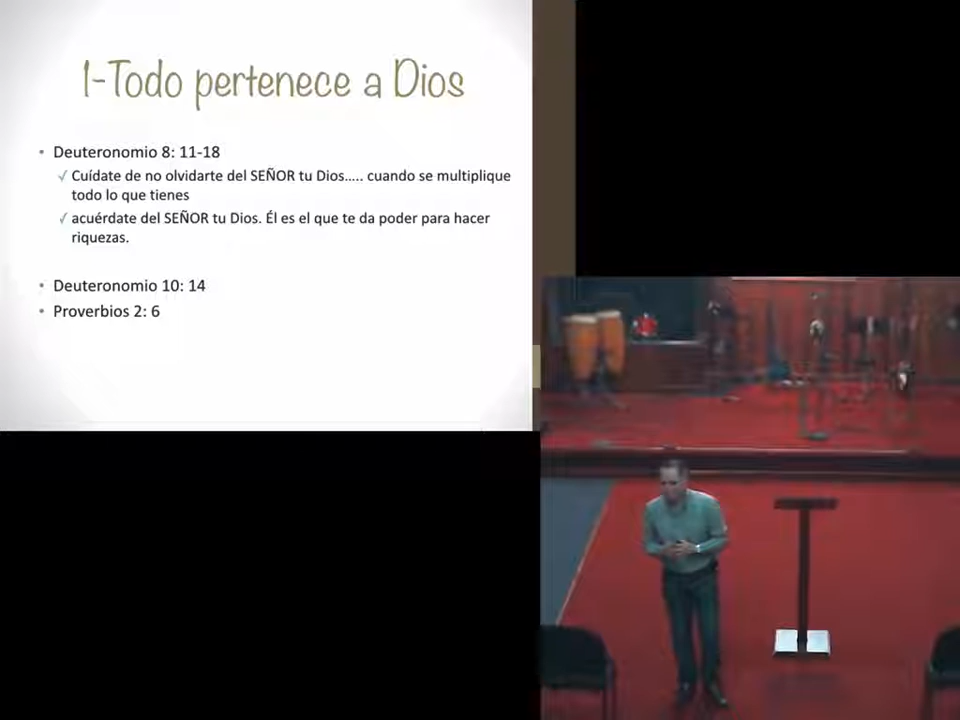 1-Todo pertenece a Dios
• Deuteronomio 8: 11-18
✓ Cuídate de no olvidarte del SEÑOR tu Dios..... cuando se multiplique
todo lo que tienes
✓ acuérdate del SEÑOR tu Dios. Él es el que te da poder para hacer
riquezas.
• Deuteronomio 10: 14
• Proverbios 2: 6